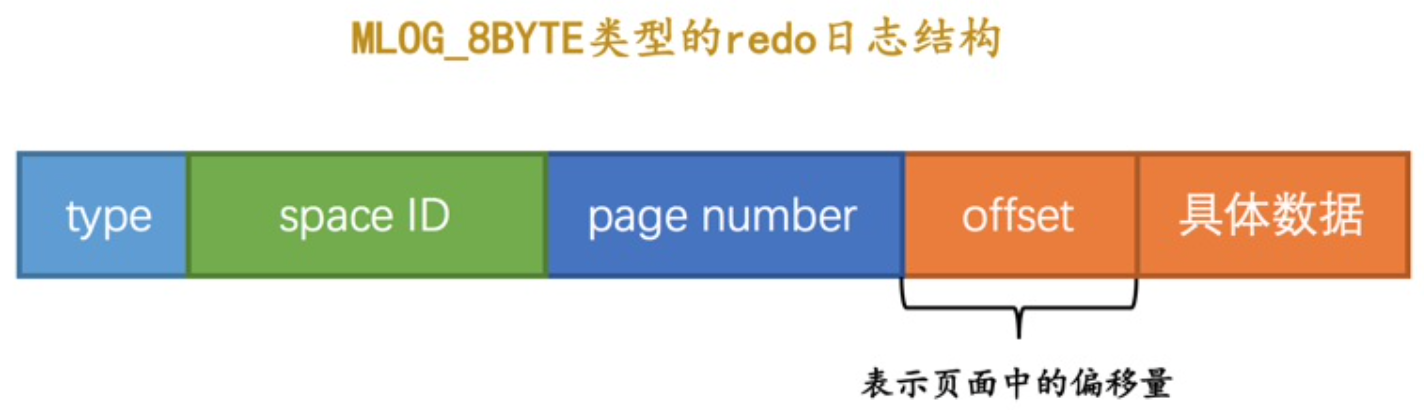 MLOG_8BYTE类型的redo日志结构
type space ID page number offset 具体数据
表示页面中的偏移量